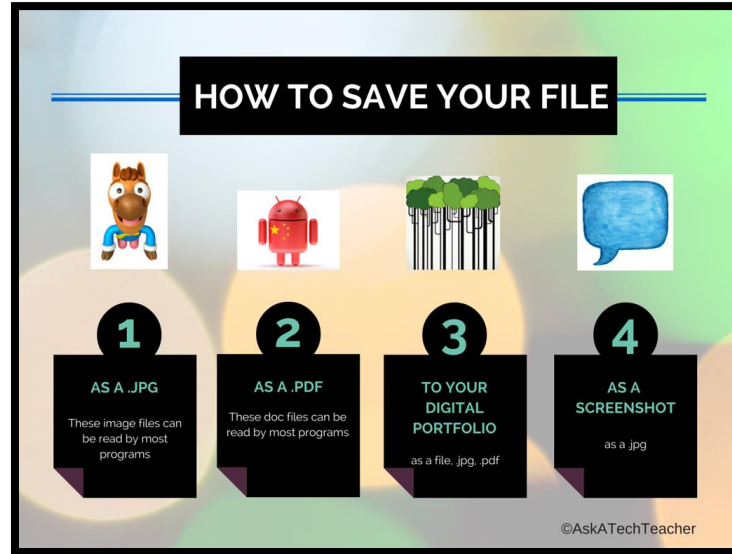 HOW TO SAVE YOUR FILE
1
AS A .JPG
These image files can
be read by most
programs
2
AS A .PDF
These doc files can be
read by most programs
3
TO YOUR
DIGITAL
PORTFOLIO
as a file, .jpg, .pdf
4
AS A
SCREENSHOT
as a .jpg
©AskATechTeacher